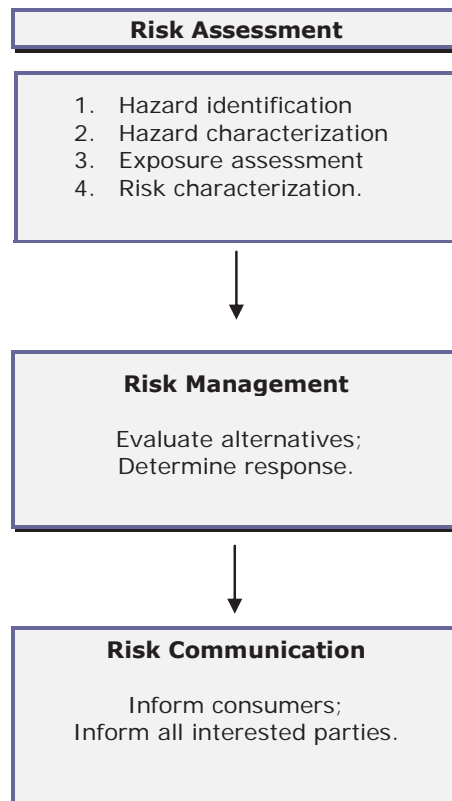 Risk Assessment
1. Hazard identification
2. Hazard characterization
3. Exposure assessment
4. Risk characterization.
Risk Management
Evaluate alternatives;
Determine response.
Risk Communication
Inform consumers;
Inform all interested parties.